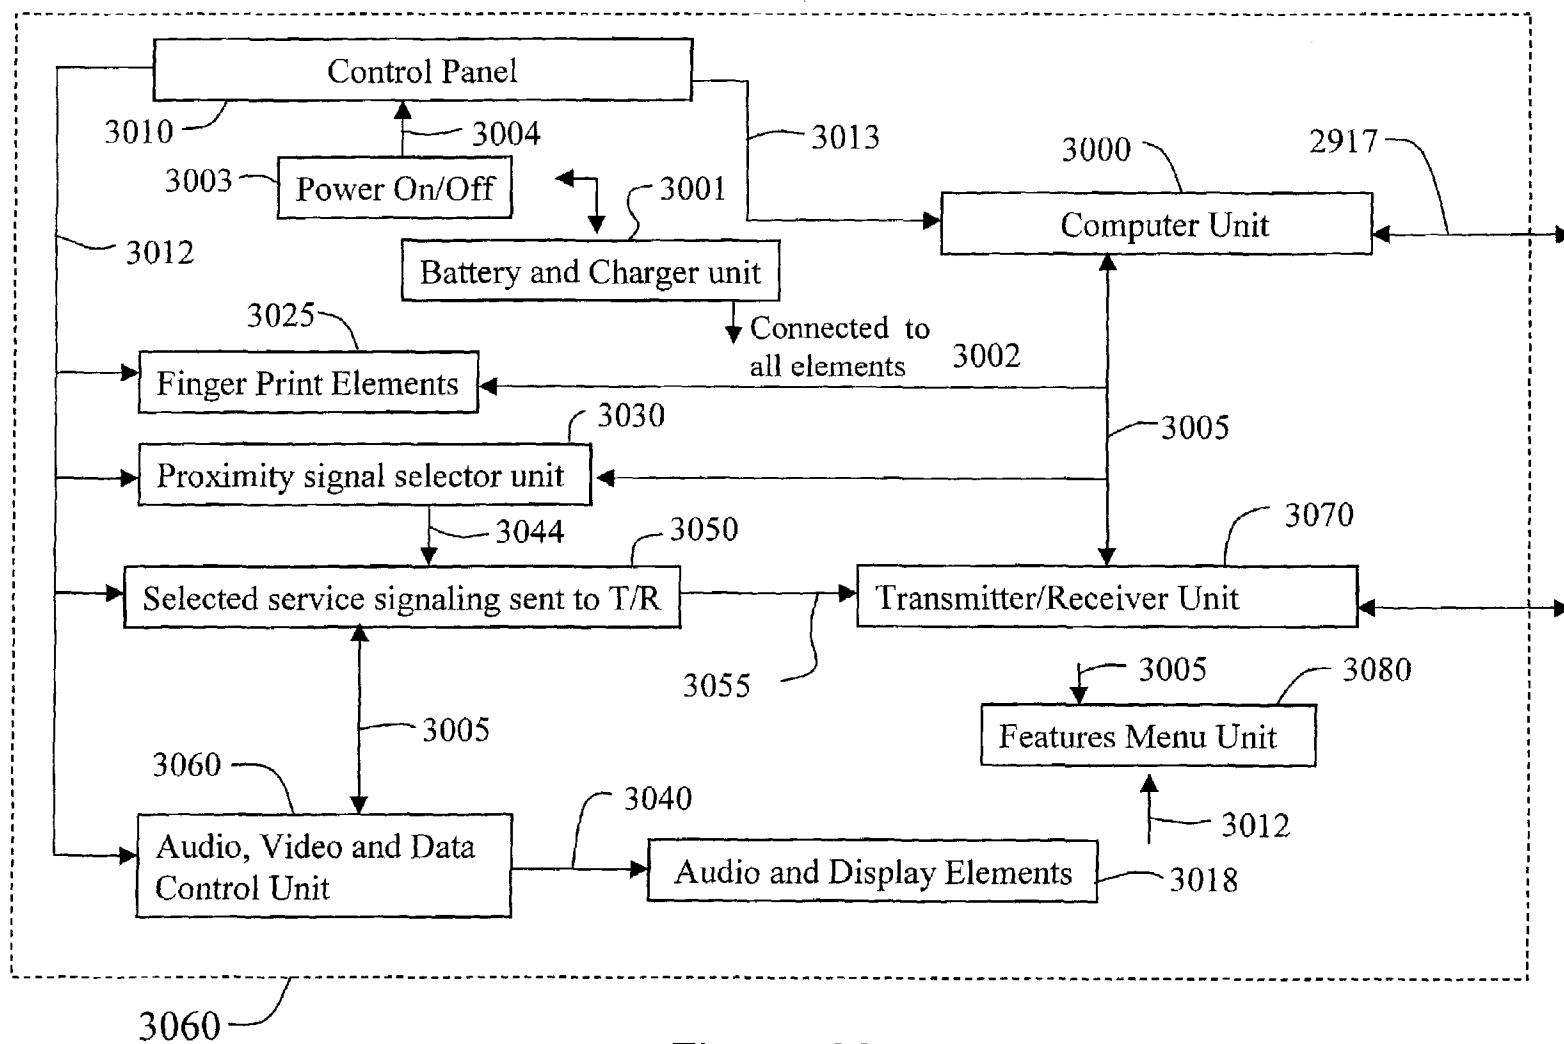 Control Panel
3010
3004
3013
3003
Power On/Off
3001
3000
2917
Computer Unit
3012
Battery and Charger unit
3025
Connected to
all elements
3002
Finger Print Elements
3030
3005
Proximity signal selector unit
3044
3050
3070
Selected service signaling sent to T/R
Transmitter/Receiver Unit
3055
3005
3080
3005
Features Menu Unit
3060
3040
3012
Audio, Video and Data
Control Unit
Audio and Display Elements
3018
3060